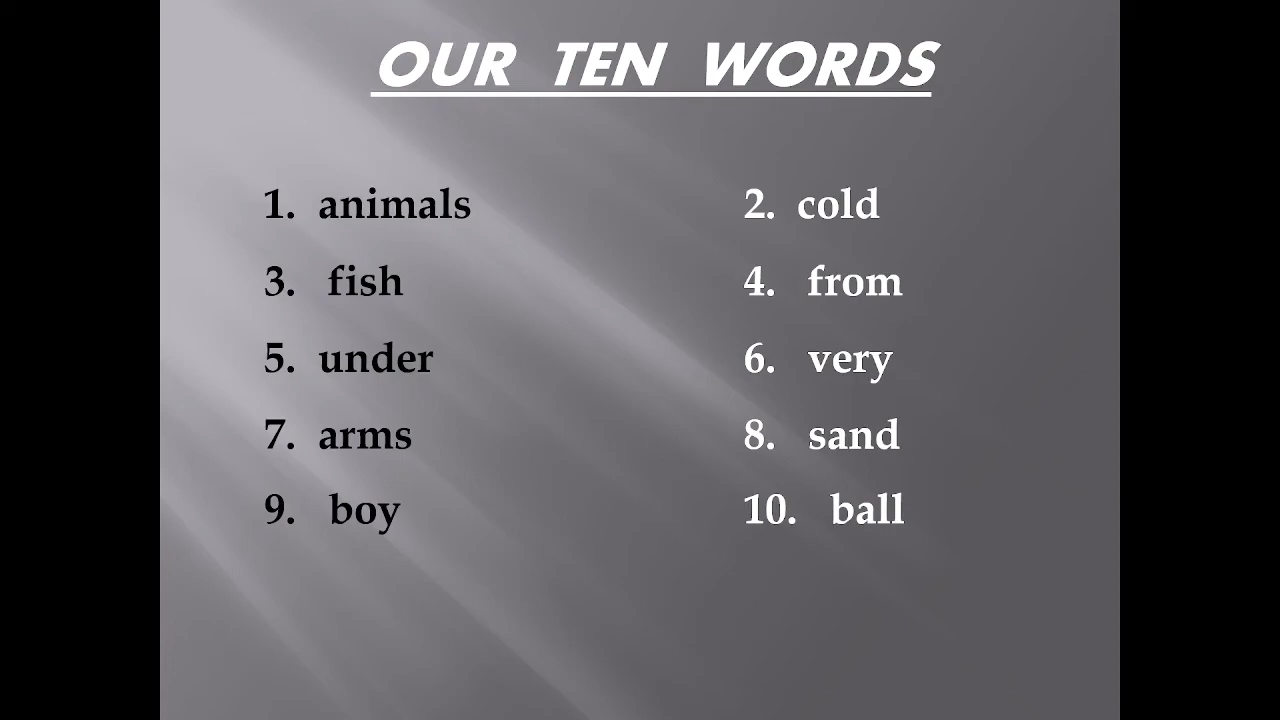 OUR TEN WORDS
1. animals 2. cold
3. fish 4. from
5. under 6. very
7. arms 8. sand
9. boy 10. ball